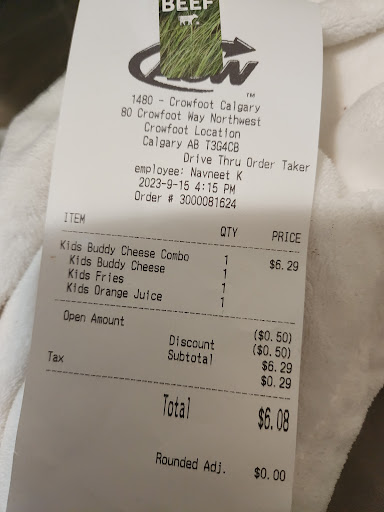 BEEF
A&W
TM
1480 - Crowfoot Calgary
80 Crowfoot Way Northwest
Crowfoot Location
Calgary AB T3G4C8
Drive Thru Order Taker
employee: Navneet K
2023-9-15 4:15 PM
Order # 3000081624
ITEM QTY PRICE
Kids Buddy Cheese Combo 1 $6.29
Kids Buddy Cheese 1
Kids Fries 1
Kids Orange Juice 1
Open Amount ($0.50)
Discount ($0.50)
Subtotal $6.29
Tax $0.29
Total $6.08
Rounded Adj. $0.00